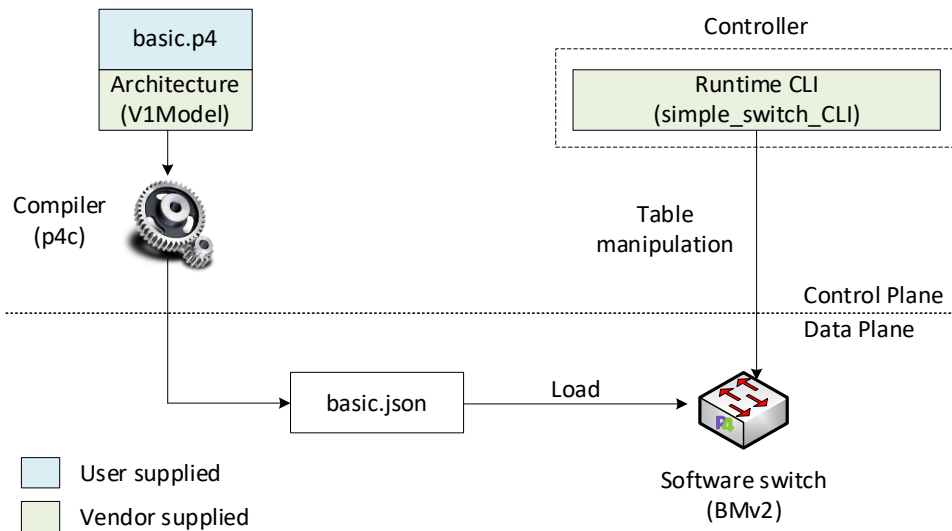 basic.p4
Architecture
(V1Model)
Controller
Runtime CLI
(simple_switch_CLI)
Compiler
(p4c)
Table
manipulation
Control Plane
Data Plane
basic.json
Load
P4
Software switch
(BMv2)
User supplied
Vendor supplied